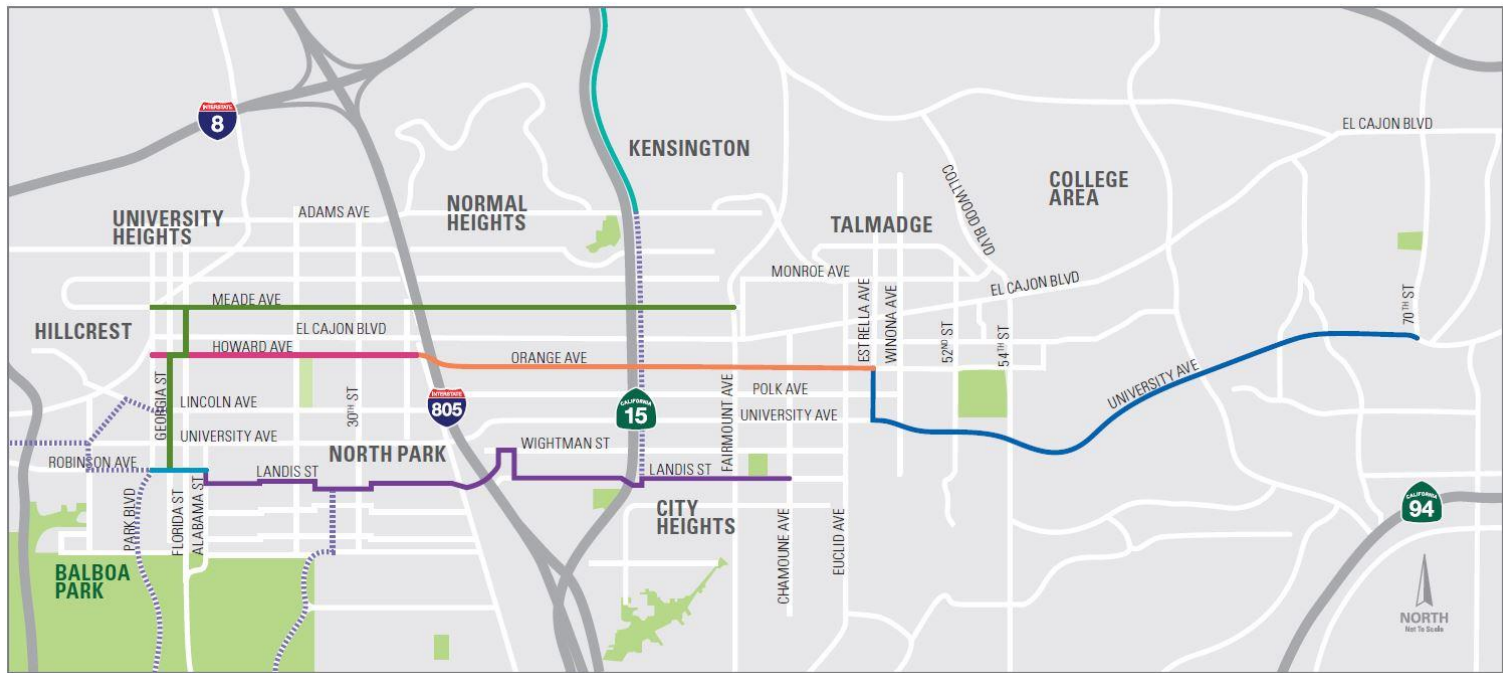 EL CAJON BLVD
INTERSTATE
8
KENSINGTON
COLLWOOD BLVD
COLLEGE
AREA
UNIVERSITY
HEIGHTS
ADAMS AVE
NORMAL
HEIGHTS
TALMADGE
MONROE AVE
EL CAJON BLVD
MEADE AVE
HILLCREST
EL CAJON BLVD
HOWARD AVE
ORANGE AVE
ESTRELLA AVE
WINONA AVE
52ND ST
54TH ST
70TH ST
UNIVERSITY AVE
GEORGIA ST
LINCOLN AVE
30TH ST
INTERSTATE
805
CALIFORNIA
15
FAIRMOUNT AVE
POLK AVE
UNIVERSITY AVE
UNIVERSITY AVE
NORTH PARK
WIGHTMAN ST
ROBINSON AVE
LANDIS ST
LANDIS ST
PARK BLVD
FLORIDA ST
ALABAMA ST
CITY
HEIGHTS
CHAMOUNE AVE
EUCLID AVE
CALIFORNIA
94
BALBOA
PARK
NORTH
Not To Scale